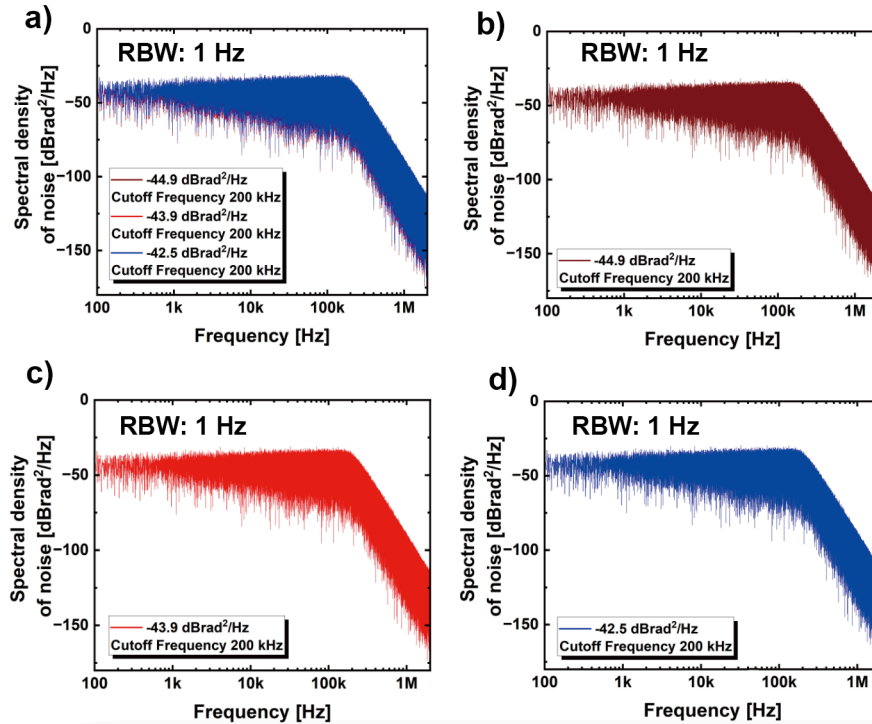 a)
RBW: 1 Hz
Spectral density
of noise [dBrad²/Hz]
0
−50
−100
−150
-44.9 dBrad²/Hz
Cutoff Frequency 200 kHz
-43.9 dBrad²/Hz
Cutoff Frequency 200 kHz
-42.5 dBrad²/Hz
Cutoff Frequency 200 kHz
100 1k 10k 100k 1M
Frequency [Hz]
b)
RBW: 1 Hz
Spectral density
of noise [dBrad²/Hz]
0
−50
−100
−150
-44.9 dBrad²/Hz
Cutoff Frequency 200 kHz
100 1k 10k 100k 1M
Frequency [Hz]
c)
RBW: 1 Hz
Spectral density
of noise [dBrad²/Hz]
0
−50
−100
−150
-43.9 dBrad²/Hz
Cutoff Frequency 200 kHz
100 1k 10k 100k 1M
Frequency [Hz]
d)
RBW: 1 Hz
Spectral density
of noise [dBrad²/Hz]
0
−50
−100
−150
-42.5 dBrad²/Hz
Cutoff Frequency 200 kHz
100 1k 10k 100k 1M
Frequency [Hz]